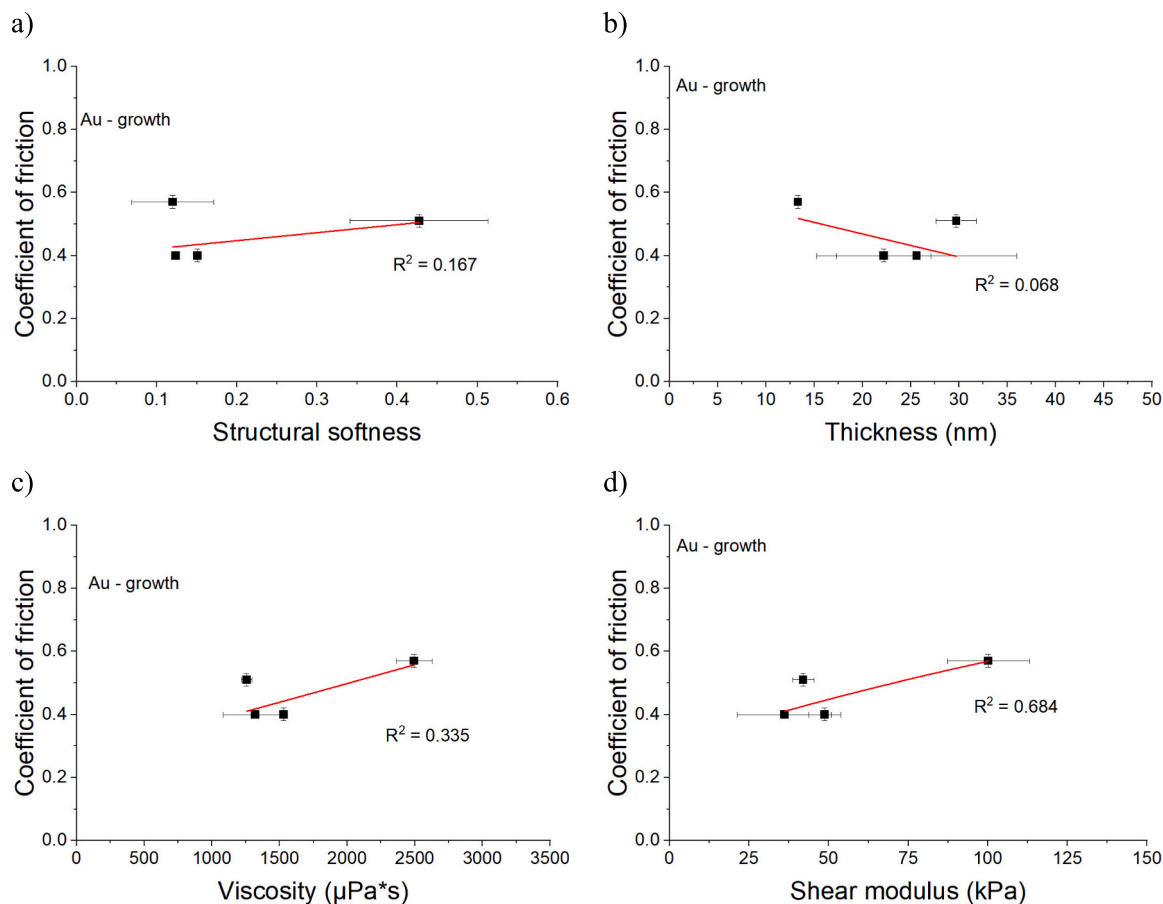 a)
Coefficient of friction
1.0
0.8
0.6
0.4
0.2
0.0
Au - growth
R² = 0.167
0.0 0.1 0.2 0.3 0.4 0.5 0.6
Structural softness
b)
Coefficient of friction
1.0
0.8
0.6
0.4
0.2
0.0
Au - growth
R² = 0.068
0 5 10 15 20 25 30 35 40 45 50
Thickness (nm)
c)
Coefficient of friction
1.0
0.8
0.6
0.4
0.2
0.0
Au - growth
R² = 0.335
0 500 1000 1500 2000 2500 3000 3500
Viscosity (µPa*s)
d)
Coefficient of friction
1.0
0.8
0.6
0.4
0.2
0.0
Au - growth
R² = 0.684
0 25 50 75 100 125 150
Shear modulus (kPa)